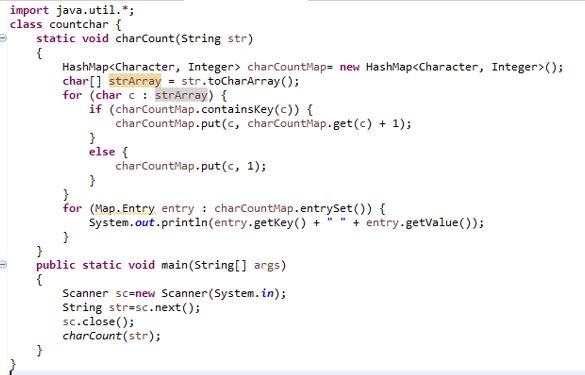 import java.util.*;
class countchar {
    static void charCount(String str)
    {
        HashMap<Character, Integer> charCountMap= new HashMap<Character, Integer>();
        char[] strArray = str.toCharArray();
        for (char c : strArray) {
            if (charCountMap.containsKey(c)) {
                charCountMap.put(c, charCountMap.get(c) + 1);
            }
            else {
                charCountMap.put(c, 1);
            }
        }
        for (Map.Entry entry : charCountMap.entrySet()) {
            System.out.println(entry.getKey() + " " + entry.getValue());
        }
    }
    public static void main(String[] args)
    {
        Scanner sc=new Scanner(System.in);
        String str=sc.next();
        sc.close();
        charCount(str);
    }
}